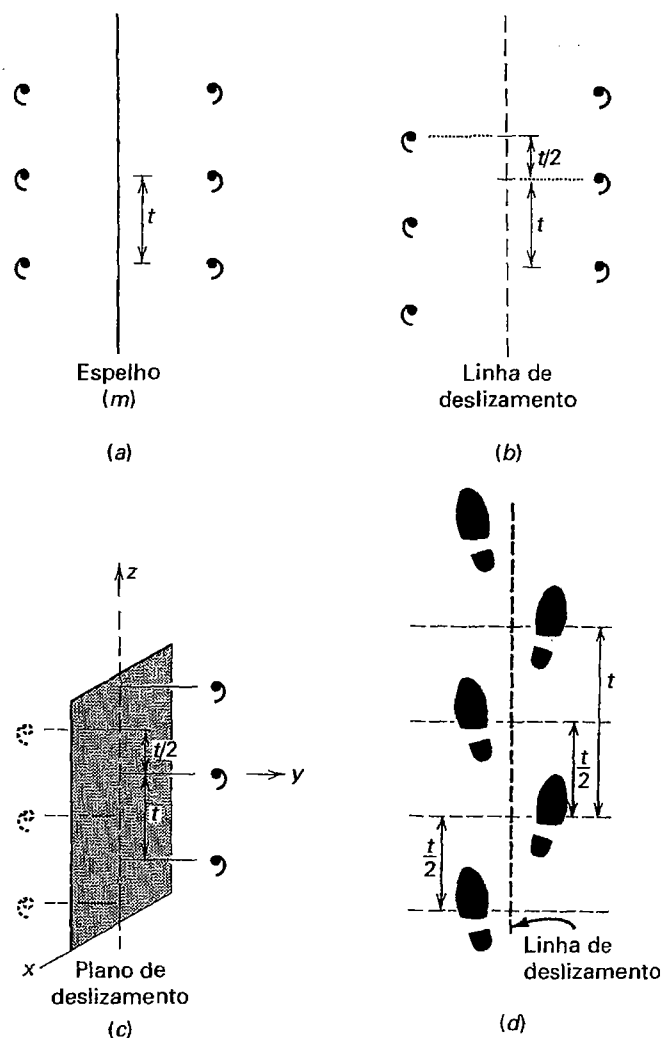 t
Espelho
(m)
(a)
t/2
t
Linha de
deslizamento
(b)
z
t/2
y
t
x
Plano de
deslizamento
(c)
t
t
2
t
2
Linha de
deslizamento
(d)